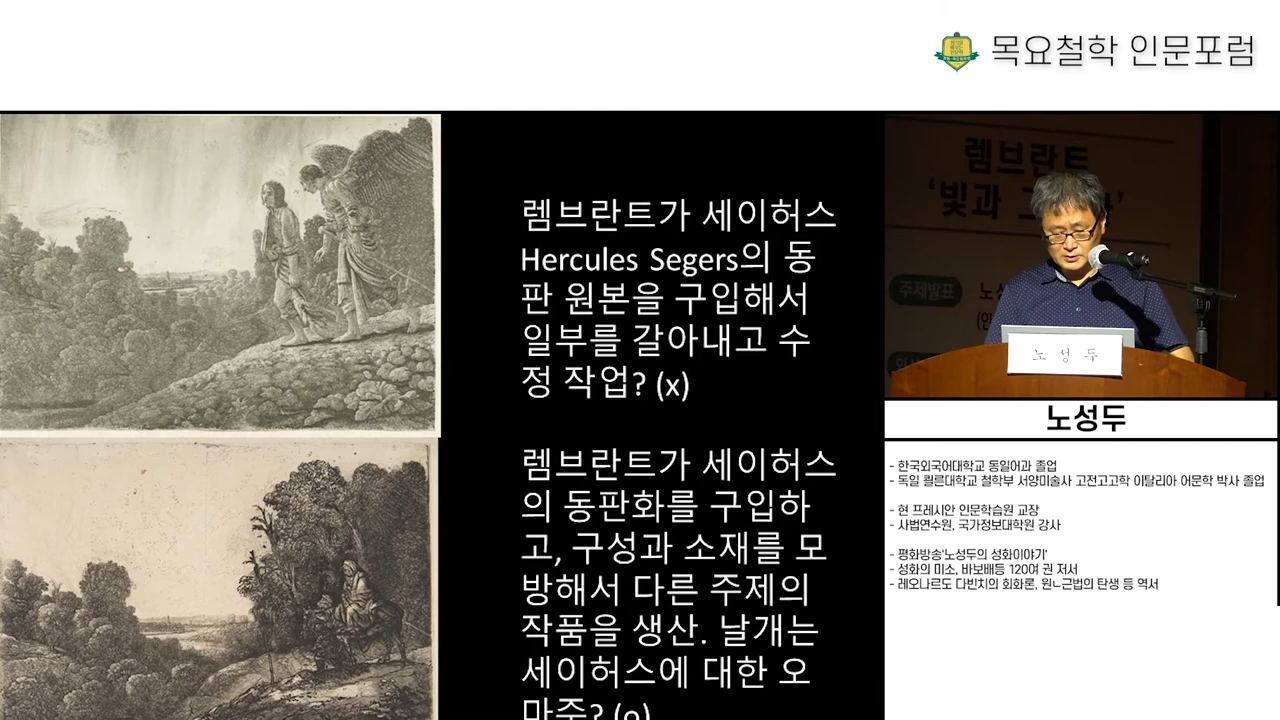 목요철학 인문포럼
렘브란트가 세이허스
Hercules Segers의 동
판 원본을 구입해서
일부를 갈아내고 수
정 작업? (x)
렘브란트가 세이허스
의 동판화를 구입하
고, 구성과 소재를 모
방해서 다른 주제의
작품을 생산. 날개는
세이허스에 대한 오
마주? (o)
렘브란트
'빛과
주제발표
노성두
노성두
- 한국외국어대학교 동일어과 졸업
- 독일 쾰른대학교 철학부 서양미술사 고전고고학 이탈리아 어문학 박사 졸업
- 현 프레시안 인문학습원 교장
- 사법연수원, 국가정보대학원 강사
- 평화방송'노성두의 성화이야기'
- 성화의 미소, 바보배등 120여 권 저서
- 레오나르도 다빈치의 회화론, 원ㄴ근법의 탄생 등 역서